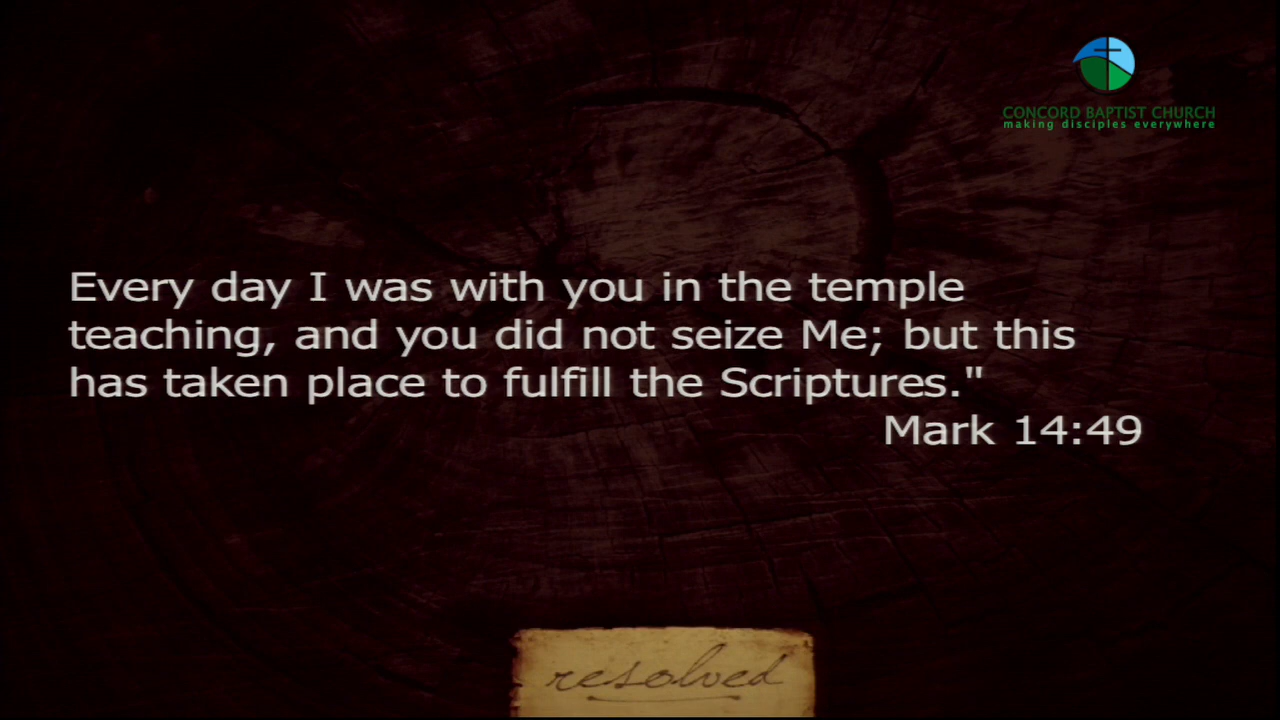 CONCORD BAPTIST CHURCH
making disciples everywhere
Every day I was with you in the temple
teaching, and you did not seize Me; but this
has taken place to fulfill the Scriptures."
Mark 14:49
resolved